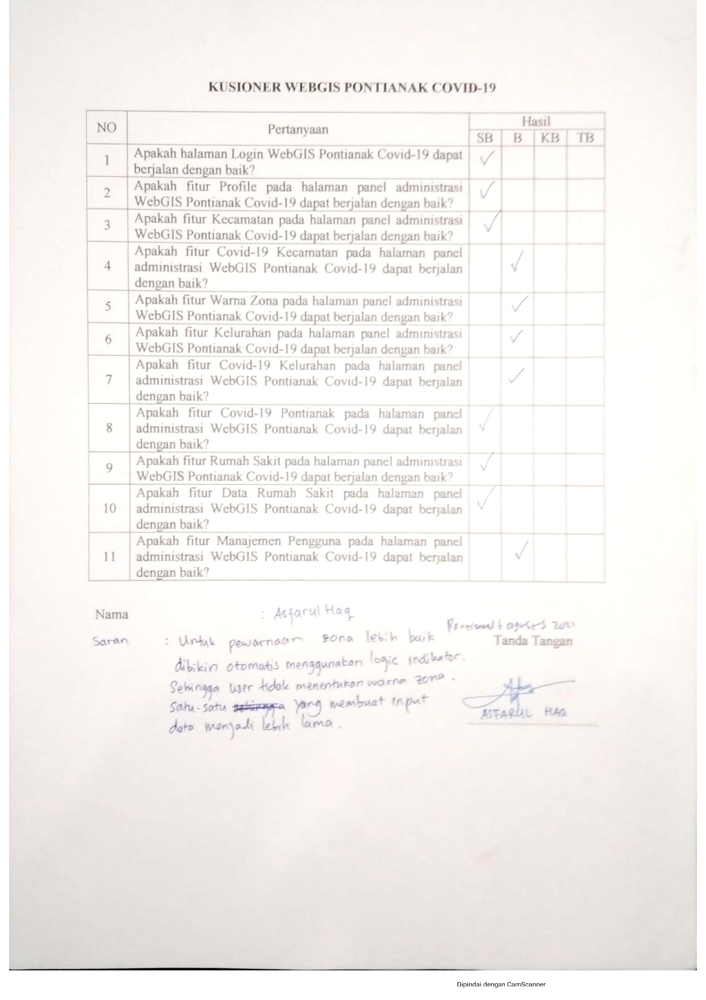 KUSIONER WEBGIS PONTIANAK COVID-19
NO Pertanyaan Hasil
SB B KB TB
1 Apakah halaman Login WebGIS Pontianak Covid-19 dapat ✓
berjalan dengan baik?
2 Apakah fitur Profile pada halaman panel administrasi ✓
WebGIS Pontianak Covid-19 dapat berjalan dengan baik?
3 Apakah fitur Kecamatan pada halaman panel administrasi ✓
WebGIS Pontianak Covid-19 dapat berjalan dengan baik?
Apakah fitur Covid-19 Kecamatan pada halaman panel
4 administrasi WebGIS Pontianak Covid-19 dapat berjalan ✓
dengan baik?
5 Apakah fitur Warna Zona pada halaman panel administrasi ✓
WebGIS Pontianak Covid-19 dapat berjalan dengan baik?
6 Apakah fitur Kelurahan pada halaman panel administrasi ✓
WebGIS Pontianak Covid-19 dapat berjalan dengan baik?
Apakah fitur Covid-19 Kelurahan pada halaman panel
7 administrasi WebGIS Pontianak Covid-19 dapat berjalan ✓
dengan baik?
Apakah fitur Covid-19 Pontianak pada halaman panel
8 administrasi WebGIS Pontianak Covid-19 dapat berjalan ✓
dengan baik?
9 Apakah fitur Rumah Sakit pada halaman panel administrasi ✓
WebGIS Pontianak Covid-19 dapat berjalan dengan baik?
Apakah fitur Data Rumah Sakit pada halaman panel
10 administrasi WebGIS Pontianak Covid-19 dapat berjalan ✓
dengan baik?
Apakah fitur Manajemen Pengguna pada halaman panel
11 administrasi WebGIS Pontianak Covid-19 dapat berjalan ✓
dengan baik?
Nama : Asfarul Haq
6 agustus 2021
Saran : Untuk pewarnaan zona lebih baik
Tanda Tangan
dibikin otomatis menggunakan logic indikator.
Sehingga user tidak menentukan warna zona
satu-satu yang membuat input
data menjadi lebih lama.
ASFARUL HAQ
Dipindai dengan CamScanner